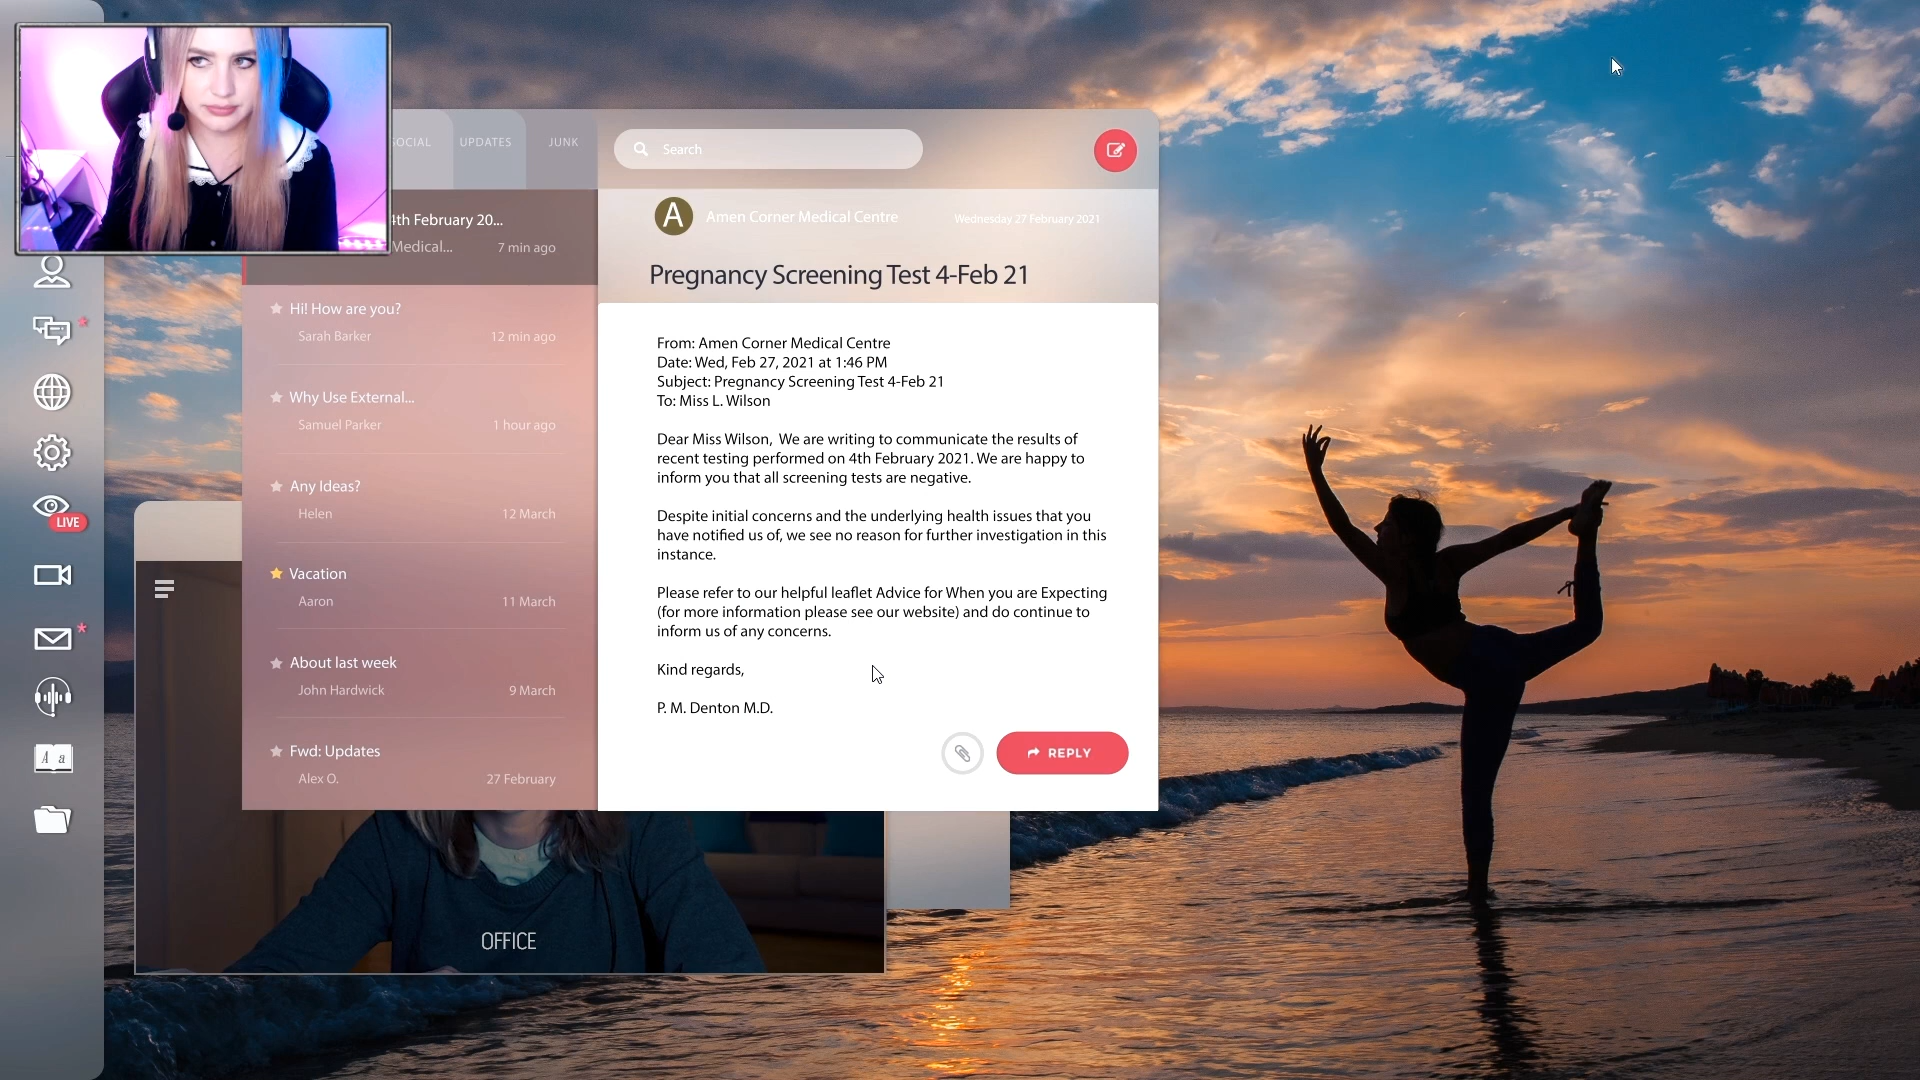 SOCIAL
UPDATES
JUNK
Search
4th February 20...
Medical...
7 min ago
Hi! How are you?
Sarah Barker
12 min ago
Why Use External...
Samuel Parker
1 hour ago
Any Ideas?
Helen
12 March
Vacation
Aaron
11 March
About last week
John Hardwick
9 March
Fwd: Updates
Alex O.
27 February
A
Amen Corner Medical Centre
Wednesday 27 February 2021
Pregnancy Screening Test 4-Feb 21
From: Amen Corner Medical Centre
Date: Wed, Feb 27, 2021 at 1:46 PM
Subject: Pregnancy Screening Test 4-Feb 21
To: Miss L. Wilson
Dear Miss Wilson,  We are writing to communicate the results of
recent testing performed on 4th February 2021. We are happy to
inform you that all screening tests are negative.
Despite initial concerns and the underlying health issues that you
have notified us of, we see no reason for further investigation in this
instance.
Please refer to our helpful leaflet Advice for When you are Expecting
(for more information please see our website) and do continue to
inform us of any concerns.
Kind regards,
P. M. Denton M.D.
REPLY
LIVE
A a
OFFICE